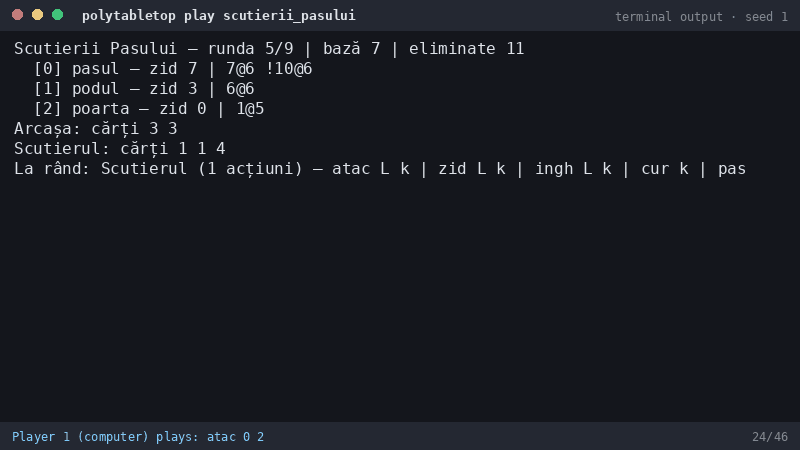 polytabletop play scutierii_pasului
terminal output · seed 1
Scutierii Pasului — runda 5/9 | bază 7 | eliminate 11
[0] pasul — zid 7 | 7@6 !10@6
[1] podul — zid 3 | 6@6
[2] poarta — zid 0 | 1@5
Arcașa: cărți 3 3
Scutierul: cărți 1 1 4
La rând: Scutierul (1 acțiuni) — atac L k | zid L k | ingh L k | cur k | pas
Player 1 (computer) plays: atac 0 2
24/46